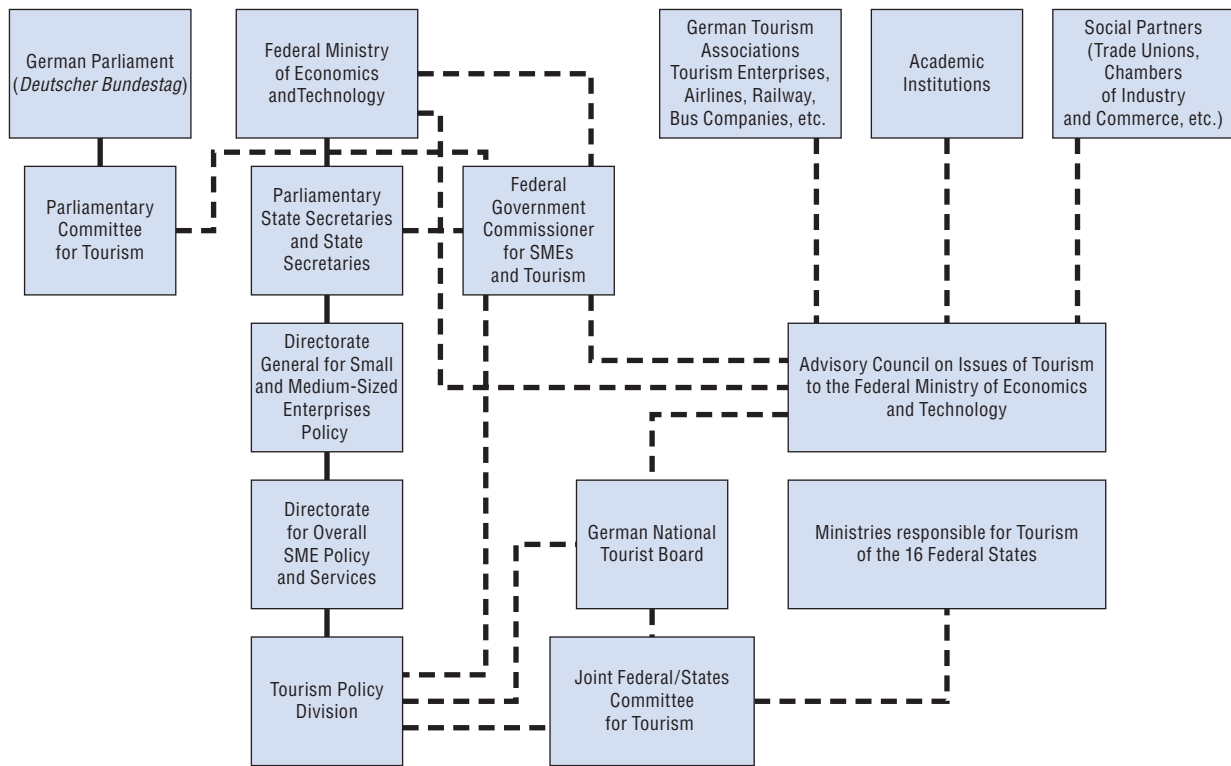 German Parliament
(Deutscher Bundestag)
Federal Ministry
of Economics
andTechnology
German Tourism
Associations
Tourism Enterprises,
Airlines, Railway,
Bus Companies, etc.
Academic
Institutions
Social Partners
(Trade Unions,
Chambers
of Industry
and Commerce, etc.)
Parliamentary
Committee
for Tourism
Parliamentary
State Secretaries
and State
Secretaries
Federal
Government
Commissioner
for SMEs
and Tourism
Directorate
General for Small
and Medium-Sized
Enterprises
Policy
Advisory Council on Issues of Tourism
to the Federal Ministry of Economics
and Technology
Directorate
for Overall
SME Policy
and Services
German National
Tourist Board
Ministries responsible for Tourism
of the 16 Federal States
Tourism Policy
Division
Joint Federal/States
Committee
for Tourism